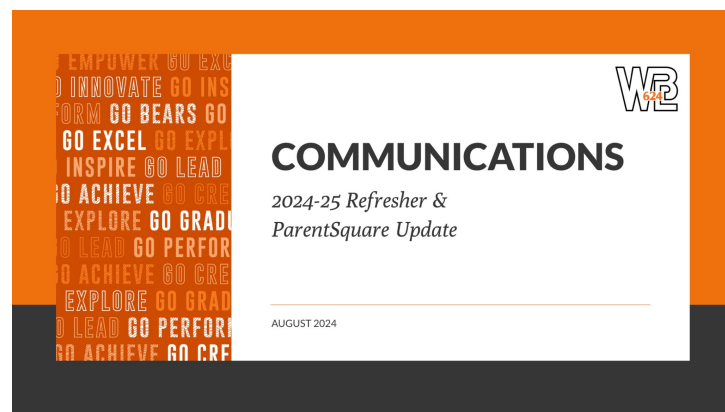 EMPOWER GO EXC
INNOVATE GO INS
FORM GO BEARS GO
GO EXCEL GO EXPL
INSPIRE GO LEAD
GO ACHIEVE GO CRE
EXPLORE GO GRADU
GO LEAD GO PERFOR
GO ACHIEVE GO CRE
EXPLORE GO GRAD
LEAD GO PERFORM
GO ACHIEVE GO CRE
WBL
624
COMMUNICATIONS
2024-25 Refresher &
ParentSquare Update
AUGUST 2024